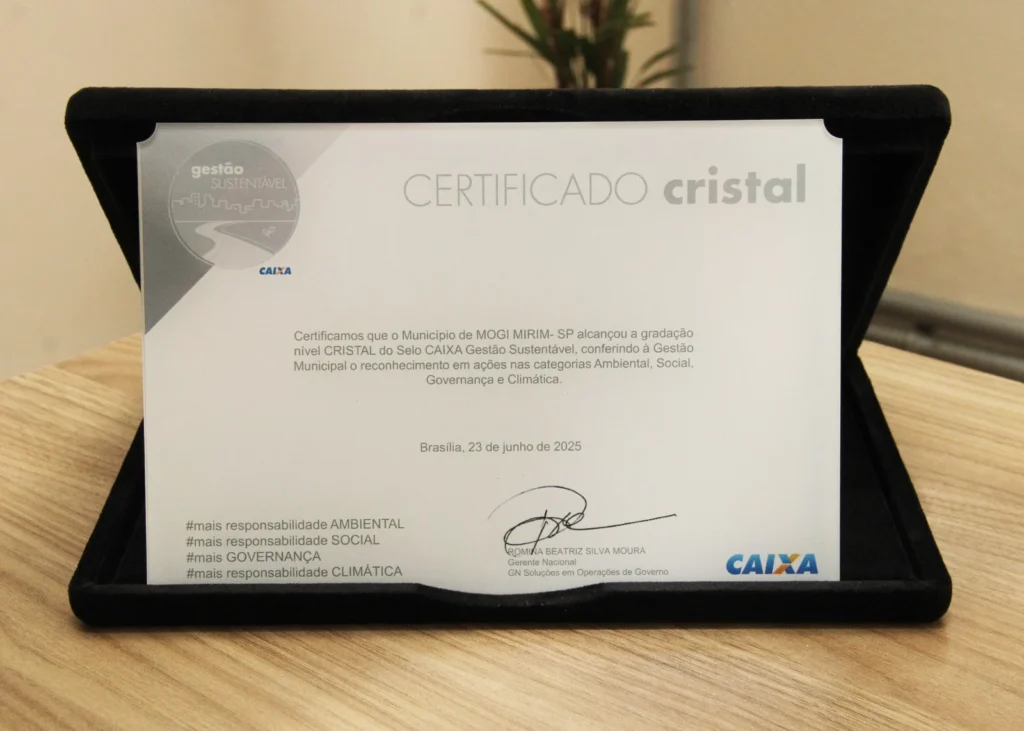 gestão
SUSTENTÁVEL
CAIXA
CERTIFICADO cristal
Certificamos que o Município de MOGI MIRIM- SP alcançou a gradação
nível CRISTAL do Selo CAIXA Gestão Sustentável, conferindo à Gestão
Municipal o reconhecimento em ações nas categorias Ambiental, Social,
Governança e Climática.
Brasília, 23 de junho de 2025
#mais responsabilidade AMBIENTAL
#mais responsabilidade SOCIAL
#mais GOVERNANÇA
#mais responsabilidade CLIMÁTICA
ROMINA BEATRIZ SILVA MOURA
Gerente Nacional
GN Soluções em Operações de Governo
CAIXA